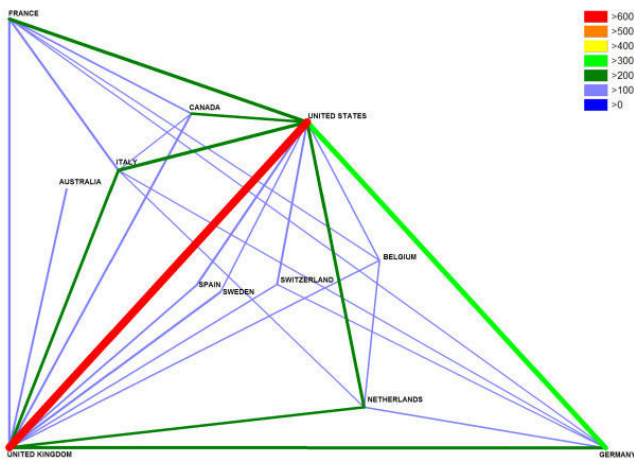 FRANCE
>600
>500
>400
>300
>200
>100
>0
CANADA
UNITED STATES
ITALY
AUSTRALIA
BELGIUM
SPAIN
SWEDEN
SWITZERLAND
NETHERLANDS
UNITED KINGDOM
GERMANY